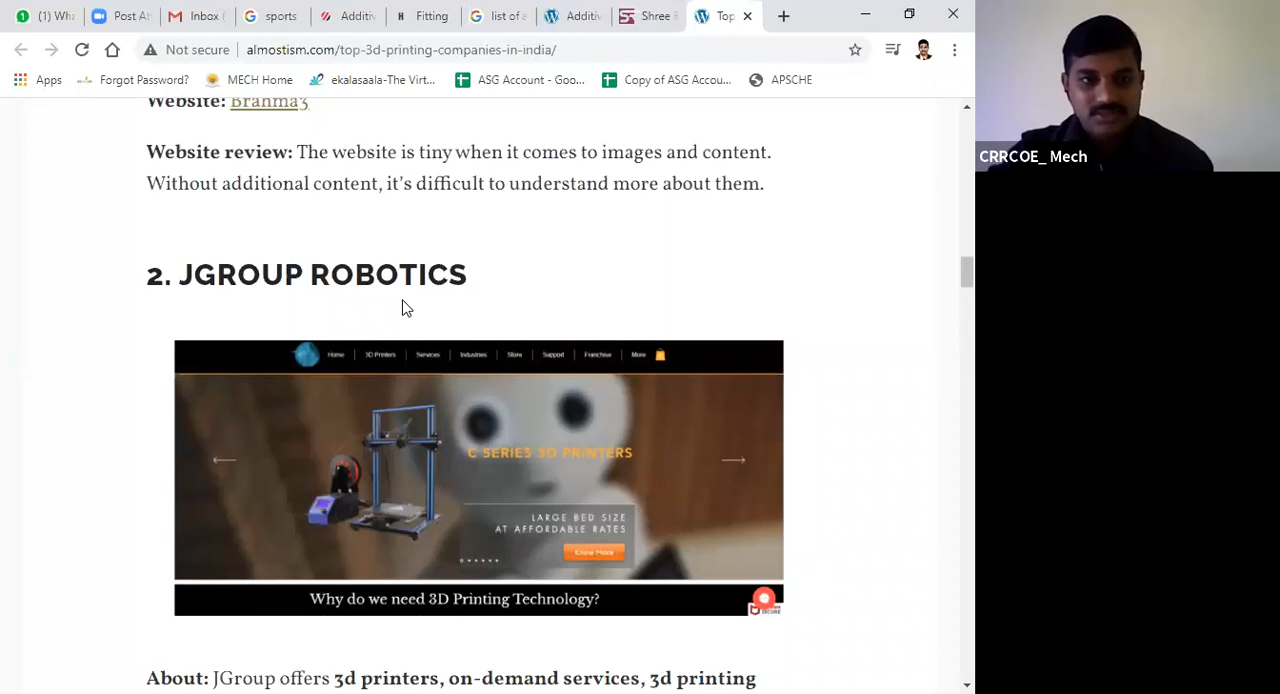 (1) Wha
Post At
Inbox (
sports
Additiv
Fitting
list of a
Additiv
Shree
Top
Not secure
almostism.com/top-3d-printing-companies-in-india/
Apps
Forgot Password?
MECH Home
ekalasaala-The Virt...
ASG Account - Goo...
Copy of ASG Accou...
APSCHE
Website: Brahma3
Website review: The website is tiny when it comes to images and content.
Without additional content, it's difficult to understand more about them.
2. JGROUP ROBOTICS
Home
3D Printers
Services
Industries
Store
Support
Franchise
More
C SERIES 3D PRINTERS
LARGE BED SIZE
AT AFFORDABLE RATES
Know More
Why do we need 3D Printing Technology?
SECURE
About: JGroup offers 3d printers, on-demand services, 3d printing
CRRCOE_ Mech